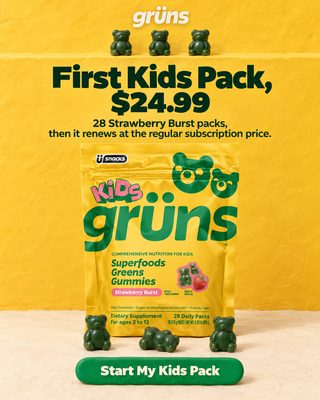 grüns
First Kids Pack,
$24.99
28 Strawberry Burst packs,
then it renews at the regular subscription price.
snacks
KiDS
grüns
COMPREHENSIVE NUTRITION FOR KIDS
Superfoods
Greens
Gummies
Strawberry Burst
Dietary Supplement
For ages 2 to 13
28 Daily Packs
Start My Kids Pack